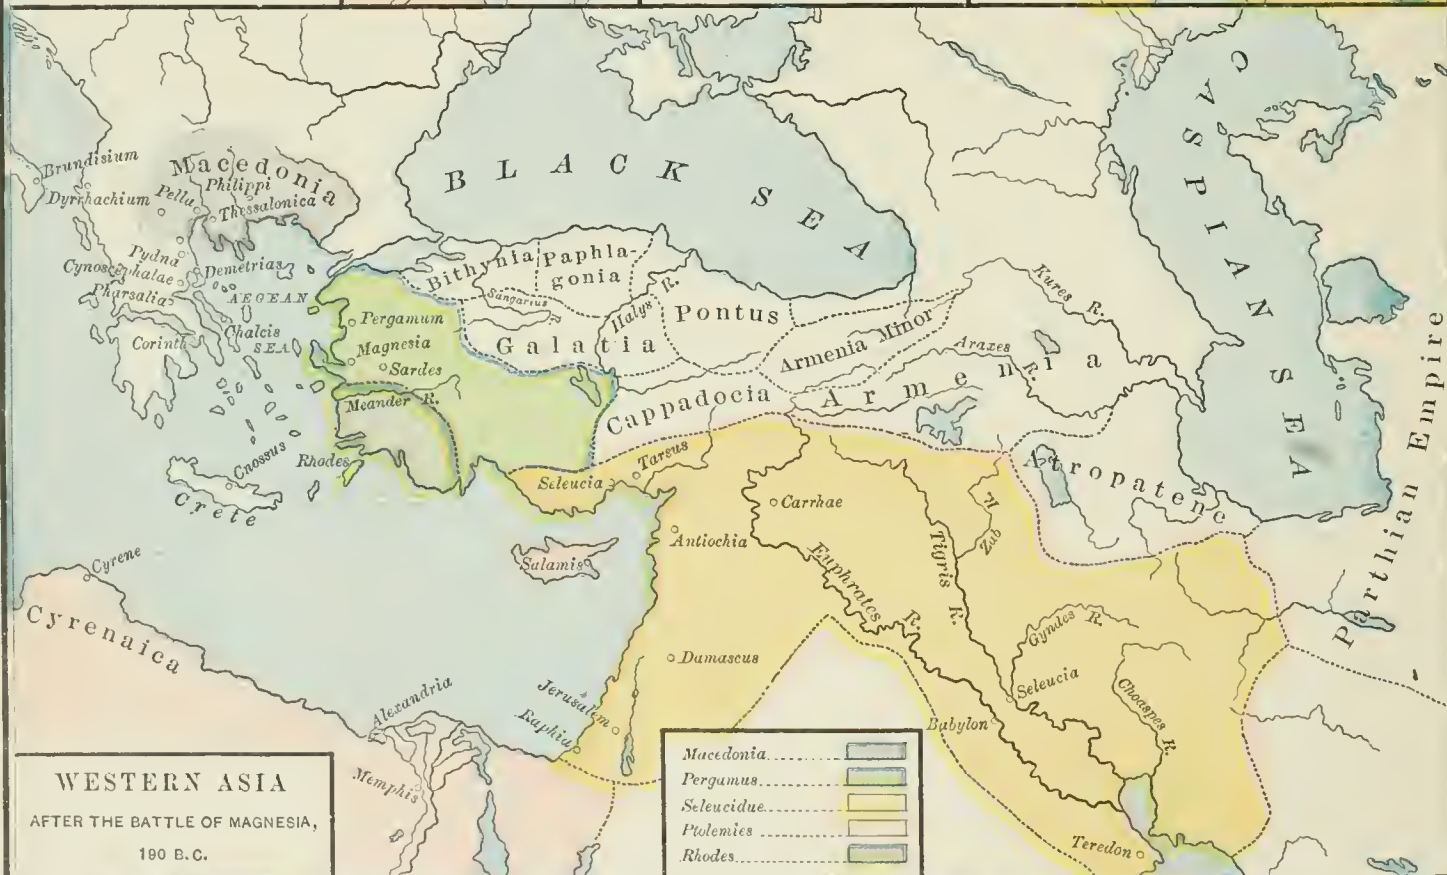 BLACK SEA
CASPIAN SEA
Brundisium
Macedonia
Philippi
Dyrrhachium
Pella
Thessalonica
Pydna
Cynoscephalae
Demetrias
Pharsalia
AEGEAN
SEA
Chalcis
Corinth
Bithynia
Paphla-
gonia
Sangarius
Halys R.
Pontus
Kures R.
Pergamum
Magnesia
Sardes
Galatia
Armenia Minor
Araxes R.
Armenia
Meander R.
Cappadocia
Parthian Empire
Cnossus
Rhodes
Crete
Seleucia
Tarsus
Atropatene
Carrhae
Zab R.
Antiochia
Cyrene
Salamis
Euphrates R.
Tigris R.
Cyrenaica
Gyndes R.
Damascus
Seleucia
Choaspes R.
Alexandria
Jerusalem
Raphia
Babylon
Memphis
Teredon
WESTERN ASIA
AFTER THE BATTLE OF MAGNESIA,
190 B.C.
Macedonia
Pergamus
Seleucidae
Ptolemies
Rhodes